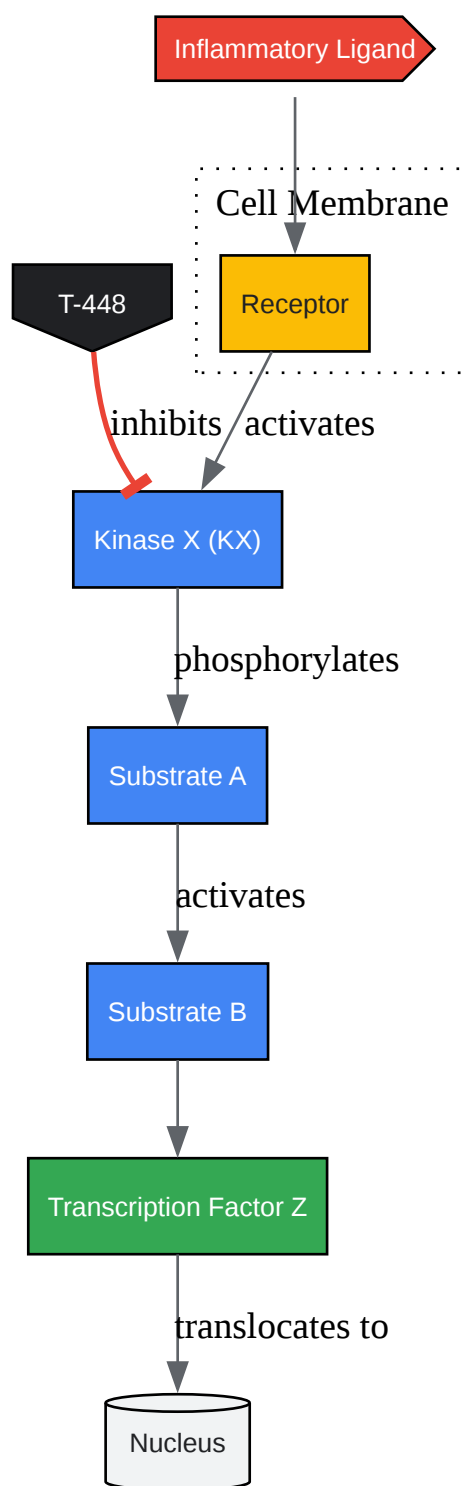 Inflammatory Ligand
Cell Membrane
T-448
Receptor
inhibits
activates
Kinase X (KX)
phosphorylates
Substrate A
activates
Substrate B
Transcription Factor Z
translocates to
Nucleus